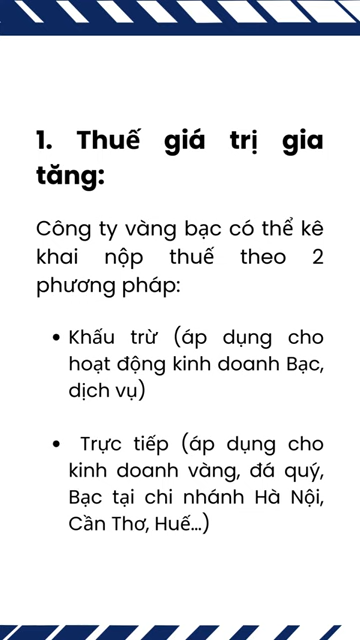 1. Thuế giá trị gia
tăng:
Công ty vàng bạc có thể kê
khai nộp thuế theo 2
phương pháp:
• Khấu trừ (áp dụng cho
hoạt động kinh doanh Bạc,
dịch vụ)
• Trực tiếp (áp dụng cho
kinh doanh vàng, đá quý,
Bạc tại chi nhánh Hà Nội,
Cần Thơ, Huế...)